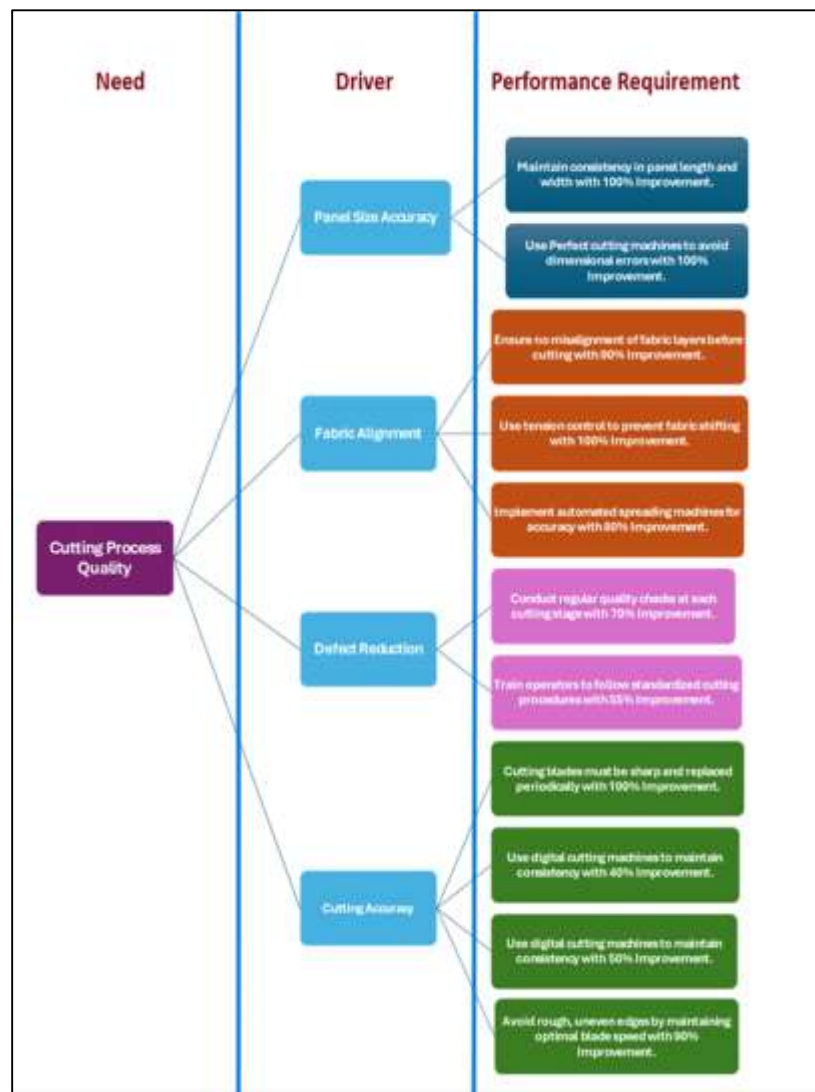 Need
Driver
Performance Requirement
Maintain consistency in panel length and
width with 100% Improvement.
Panel Size Accuracy
Use Perfect cutting machines to avoid
dimensional errors with 100%
Improvement.
Ensure no misalignment of fabric layers before
cutting with 90% Improvement.
Fabric Alignment
Use tension control to prevent fabric shifting
with 100% Improvement.
Implement automated spreading machines for
accuracy with 80% Improvement.
Cutting Process
Quality
Conduct regular quality checks at each
cutting stage with 70% Improvement.
Defect Reduction
Train operators to follow standardized cutting
procedures with 55% Improvement.
Cutting blades must be sharp and replaced
periodically with 100% Improvement.
Use digital cutting machines to maintain
consistency with 40% Improvement.
Cutting Accuracy
Use digital cutting machines to maintain
consistency with 50% Improvement.
Avoid rough, uneven edges by maintaining
optimal blade speed with 90%
Improvement.